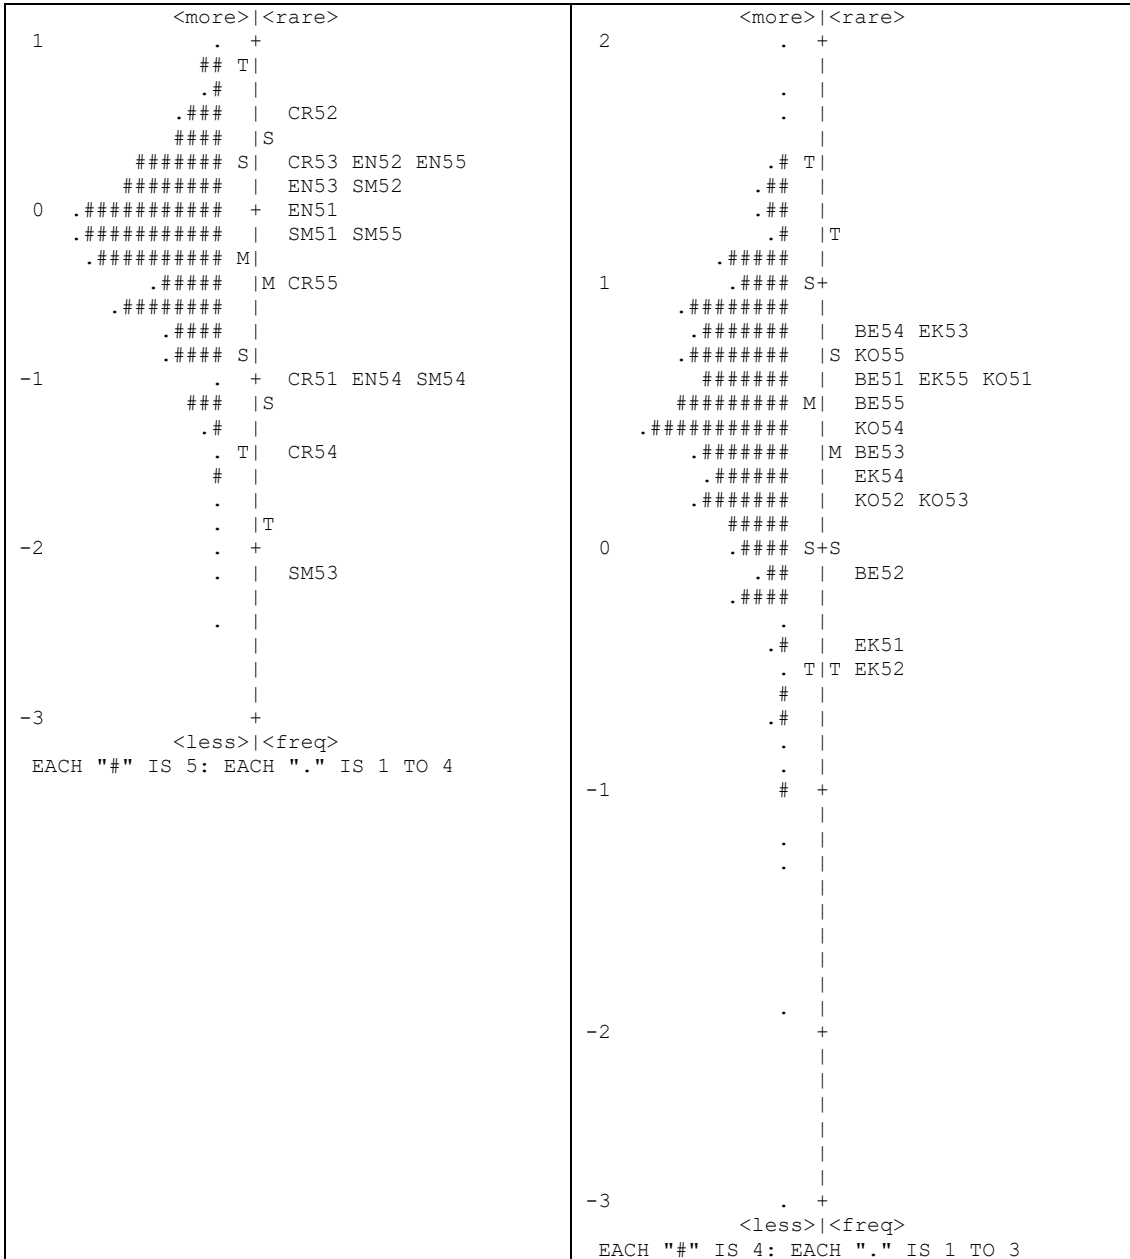 <more>|<rare>
1 . +
## T|
.# |
.### | CR52
#### |S
####### S| CR53 EN52 EN55
######## | EN53 SM52
0 .########### + EN51
.########### | SM51 SM55
.########## M|
.##### |M CR55
.######## |
.#### |
.#### S|
-1 . + CR51 EN54 SM54
### |S
.# |
. T| CR54
# |
. |
. |T
-2 . +
. | SM53
|
. |
|
|
|
-3 +
<less>|<freq>
EACH "#" IS 5: EACH "." IS 1 TO 4
<more>|<rare>
2 . +
|
. |
. |
|
.# T|
.## |
.## |
.# |T
.##### |
1 .#### S+
.######## |
.####### | BE54 EK53
.######## |S KO55
####### | BE51 EK55 KO51
######### M| BE55
.########### | KO54
.####### |M BE53
.###### | EK54
.####### | KO52 KO53
##### |
0 .#### S+S
.## | BE52
.#### |
. |
.# | EK51
. T|T EK52
# |
.# |
. |
. |
-1 # +
|
. |
. |
|
|
|
|
|
. |
-2 +
|
|
|
|
|
|
-3 . +
<less>|<freq>
EACH "#" IS 4: EACH "." IS 1 TO 3